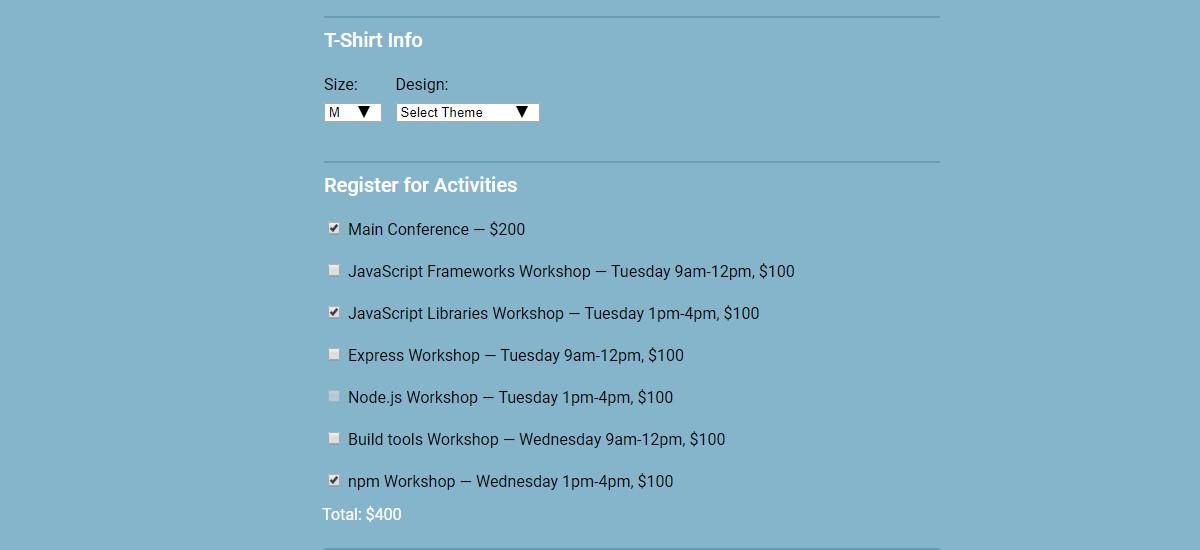 T-Shirt Info
Size: Design:
M ▼ Select Theme ▼
Register for Activities
Main Conference — $200
JavaScript Frameworks Workshop — Tuesday 9am-12pm, $100
JavaScript Libraries Workshop — Tuesday 1pm-4pm, $100
Express Workshop — Tuesday 9am-12pm, $100
Node.js Workshop — Tuesday 1pm-4pm, $100
Build tools Workshop — Wednesday 9am-12pm, $100
npm Workshop — Wednesday 1pm-4pm, $100
Total: $400